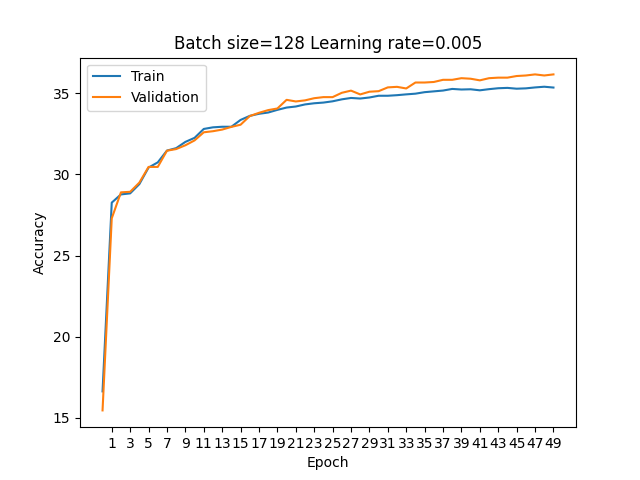 Batch size=128 Learning rate=0.005
Train
Validation
35
30
25
20
15
Accuracy
1 3 5 7 9 11 13 15 17 19 21 23 25 27 29 31 33 35 37 39 41 43 45 47 49
Epoch